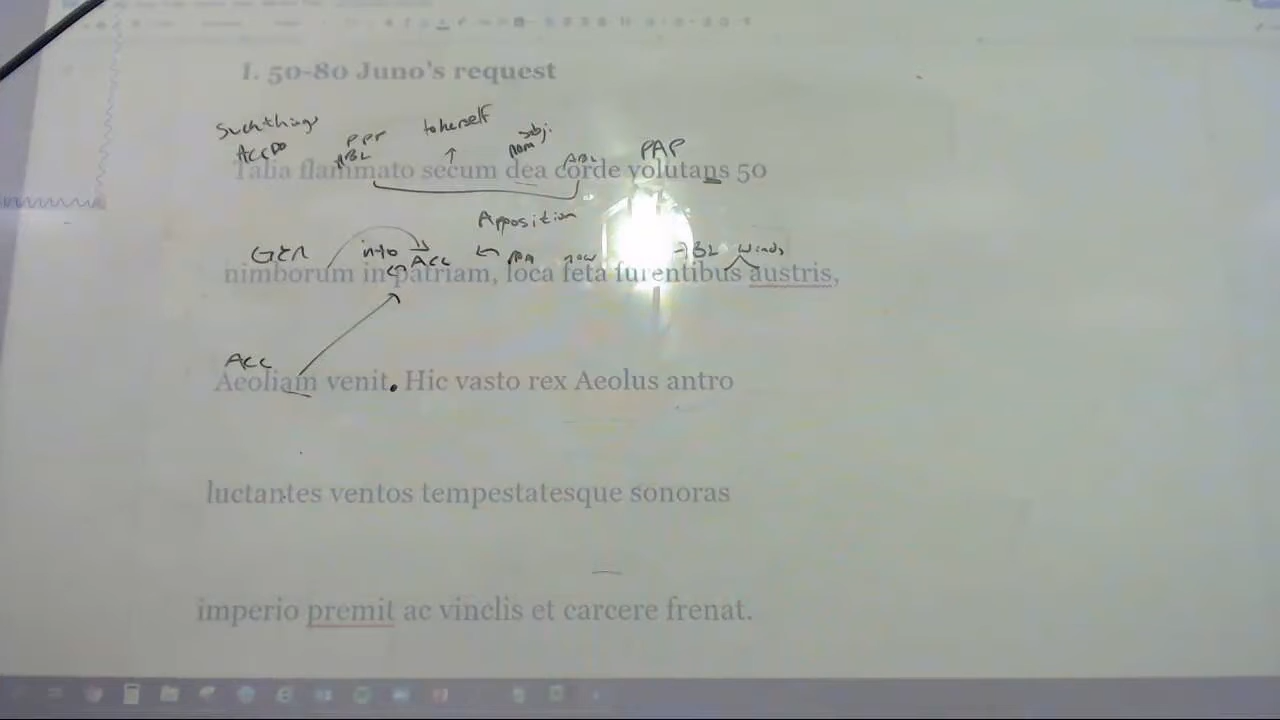 I. 50-80 Juno's request
Such things to herself subj.
ACC DO PPP ABL ↑ nom ABL PAP
Talia flammato secum dea corde volutans 50
Apposition
GEN into ACC ABL winds
nimborum in patriam, loca feta furentibus austris,
ACC
Aeoliam venit. Hic vasto rex Aeolus antro
luctantes ventos tempestatesque sonoras
imperio premit ac vinclis et carcere frenat.